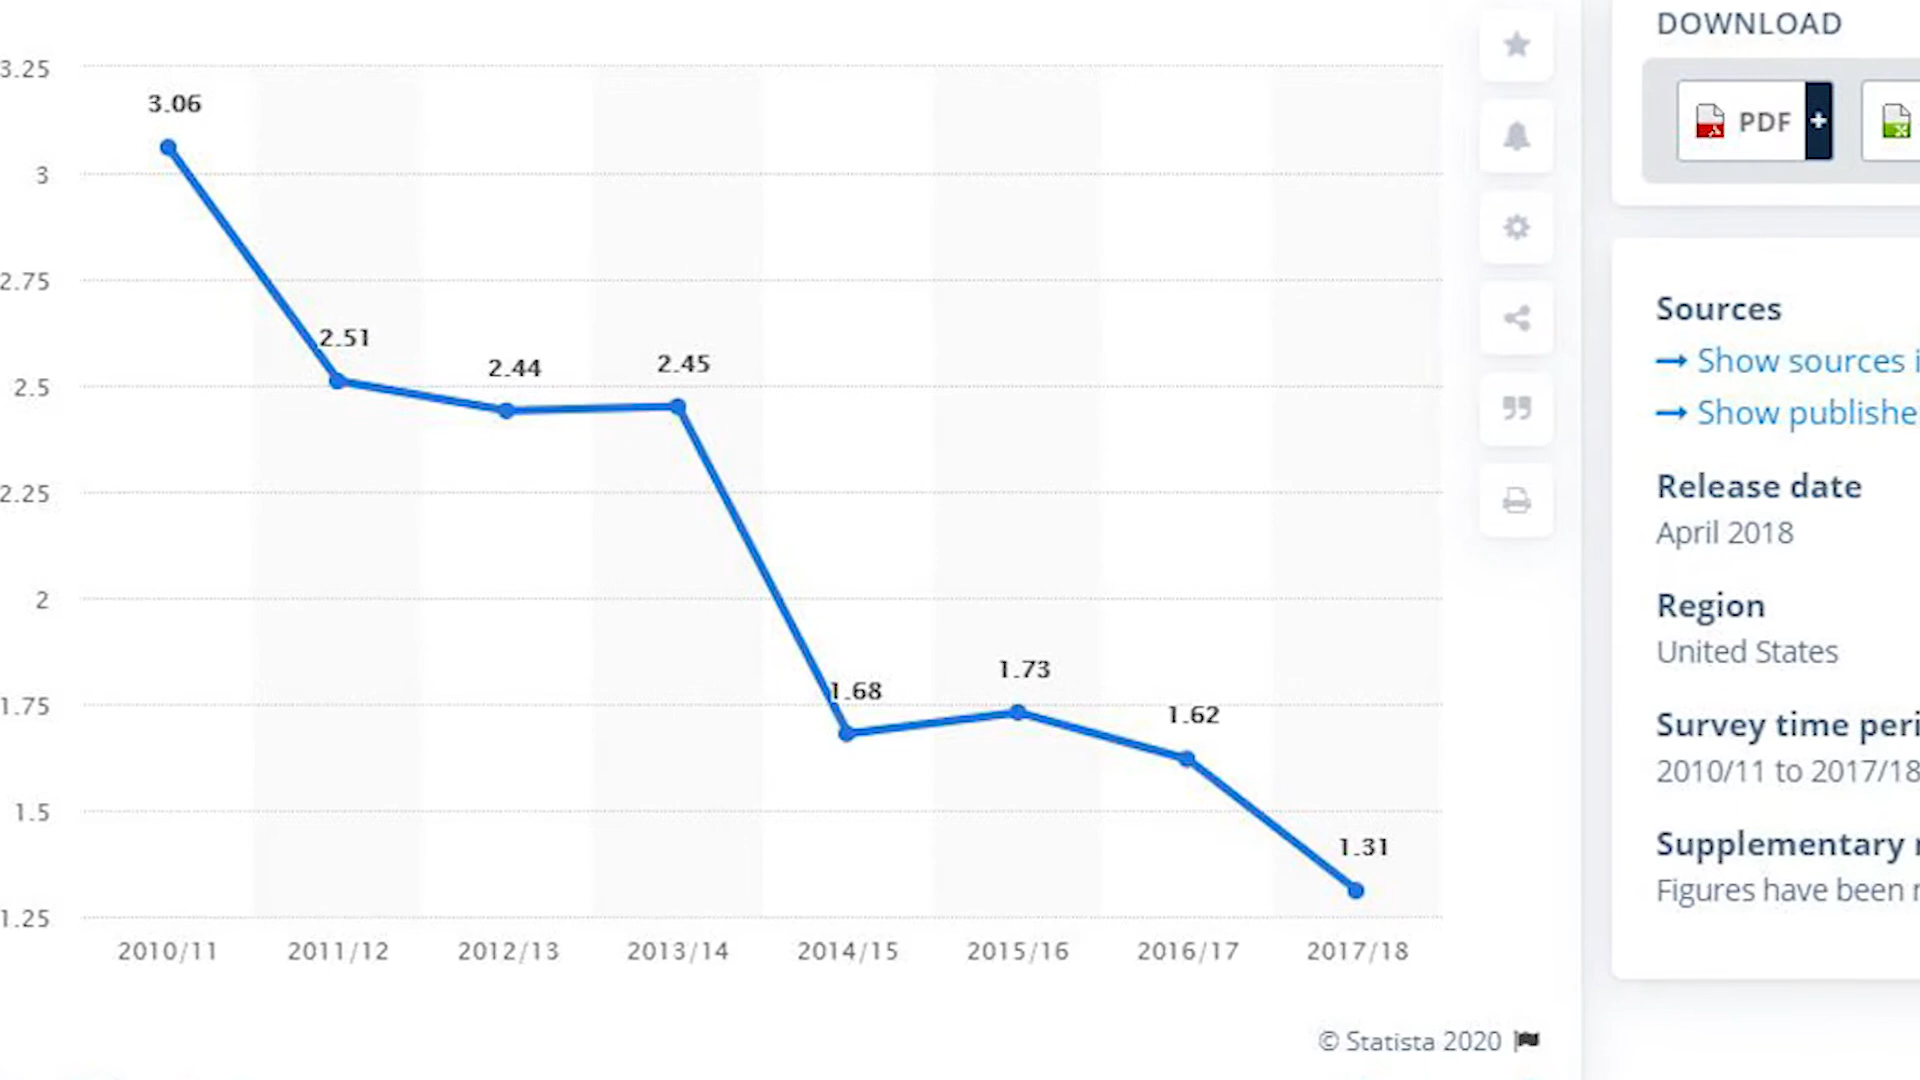 3.25
3
2.75
2.5
2.25
2
1.75
1.5
1.25
3.06
2.51
2.44
2.45
1.68
1.73
1.62
1.31
2010/11
2011/12
2012/13
2013/14
2014/15
2015/16
2016/17
2017/18
© Statista 2020
DOWNLOAD
PDF +
Sources
→ Show sources i
→ Show publishe
Release date
April 2018
Region
United States
Survey time peri
2010/11 to 2017/18
Supplementary
Figures have been